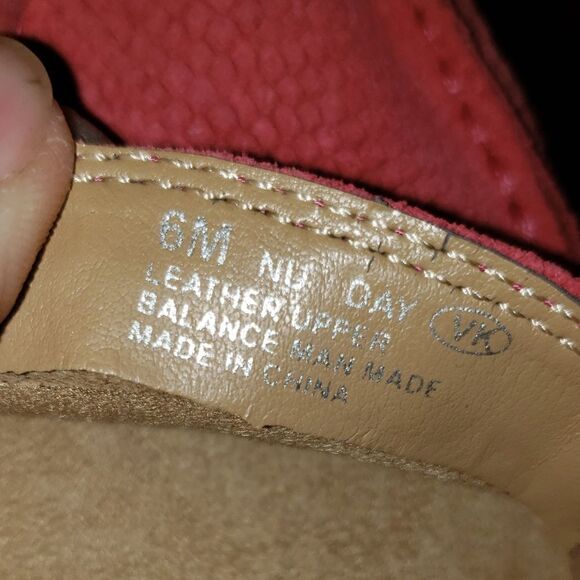 6M NU DAY
LEATHER UPPER
BALANCE MAN MADE
MADE IN CHINA
VK